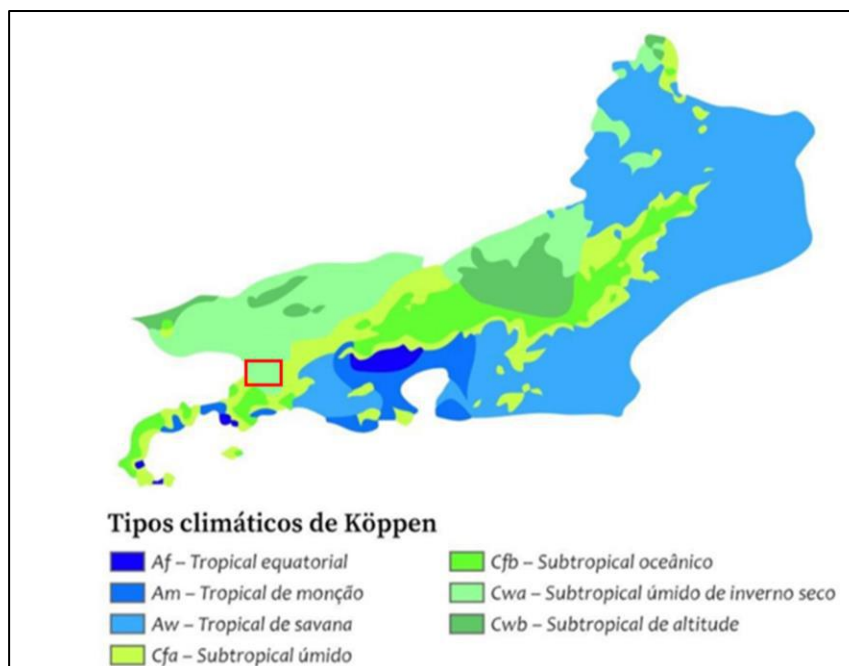 Tipos climáticos de Köppen
Af – Tropical equatorial
Am – Tropical de monção
Aw – Tropical de savana
Cfa – Subtropical úmido
Cfb – Subtropical oceânico
Cwa – Subtropical úmido de inverno seco
Cwb – Subtropical de altitude